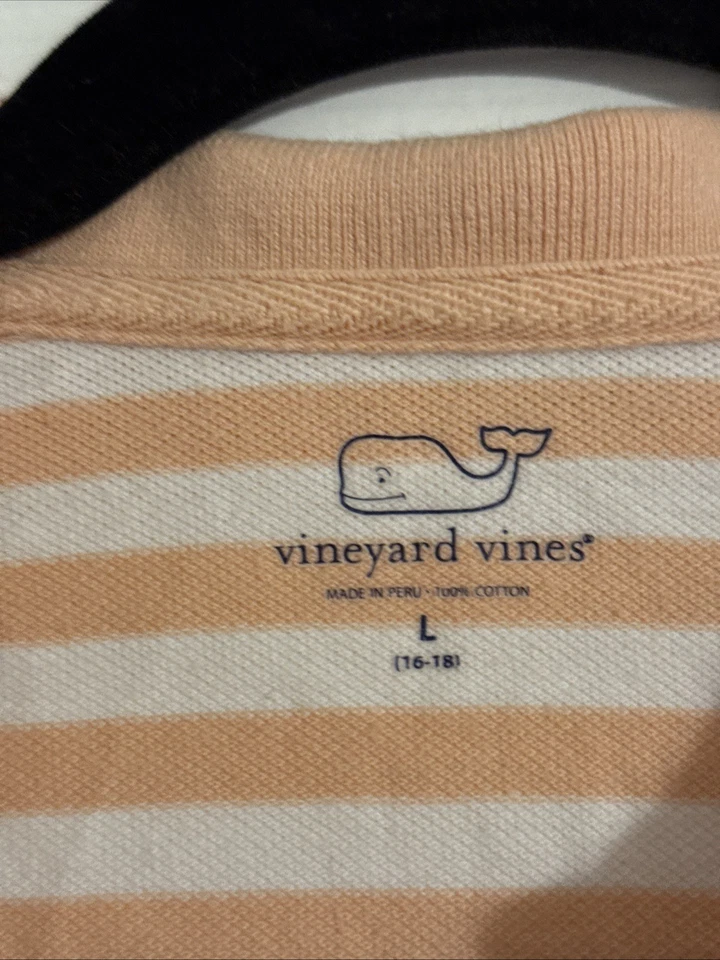 vineyard vines®
MADE IN PERU · 100% COTTON
L
(16-18)